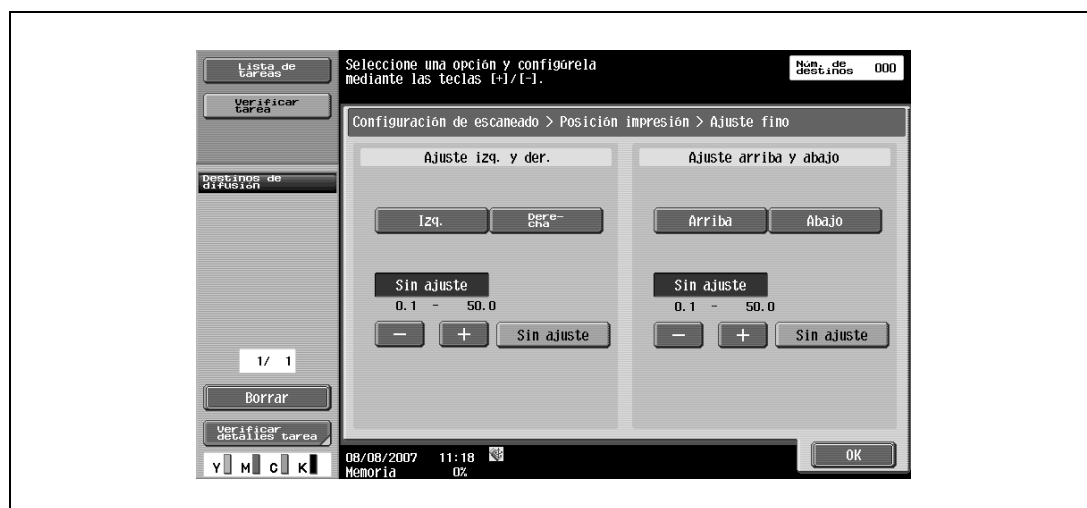 Lista de
tareas
Verificar
tarea
Destinos de
difusión
1/ 1
Borrar
Verificar
detalles tarea
Y M C K
Seleccione una opción y configúrela
mediante las teclas [+]/[-].
Núm. de
destinos 000
Configuración de escaneado > Posición impresión > Ajuste fino
Ajuste izq. y der.
Izq. Dere-
cha
Sin ajuste
0.1 - 50.0
- + Sin ajuste
Ajuste arriba y abajo
Arriba Abajo
Sin ajuste
0.1 - 50.0
- + Sin ajuste
08/08/2007 11:18
Memoria 0%
OK